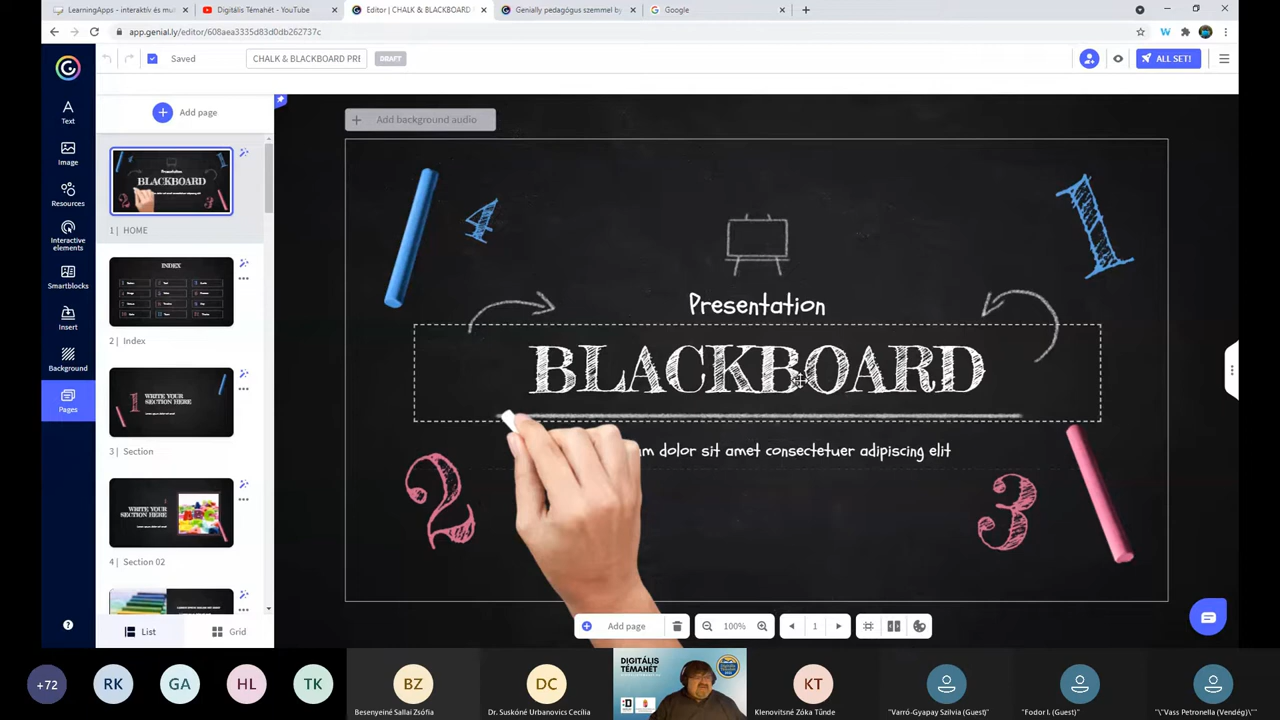 LearningApps - interaktív és mu
Digitális Témahét - YouTube
Editor | CHALK & BLACKBOARD
Genially pedagógus szemmel by
Google
app.genial.ly/editor/608aea3335d83d0db262737c
Saved
CHALK & BLACKBOARD PRE
DRAFT
ALL SET!
Text
Image
Resources
Interactive
elements
Smartblocks
Insert
Background
Pages
Add page
Presentation
BLACKBOARD
1 | HOME
INDEX
2 | Index
1
WRITE YOUR
SECTION HERE
3 | Section
WRITE YOUR
SECTION HERE
4 | Section 02
List
Grid
Add background audio
4
1
Presentation
BLACKBOARD
m dolor sit amet consectetuer adipiscing elit
2
3
Add page
100%
1
+72
RK
GA
HL
TK
BZ
Besenyeiné Sallai Zsófia
DC
Dr. Suskóné Urbanovics Cecília
DIGITÁLIS
TÉMAHÉT
KT
Klenovitsné Zóka Tünde
"Varró-Gyapay Szilvia (Guest)"
"Fodor I. (Guest)"
"\"Vass Petronella (Vendég)\""